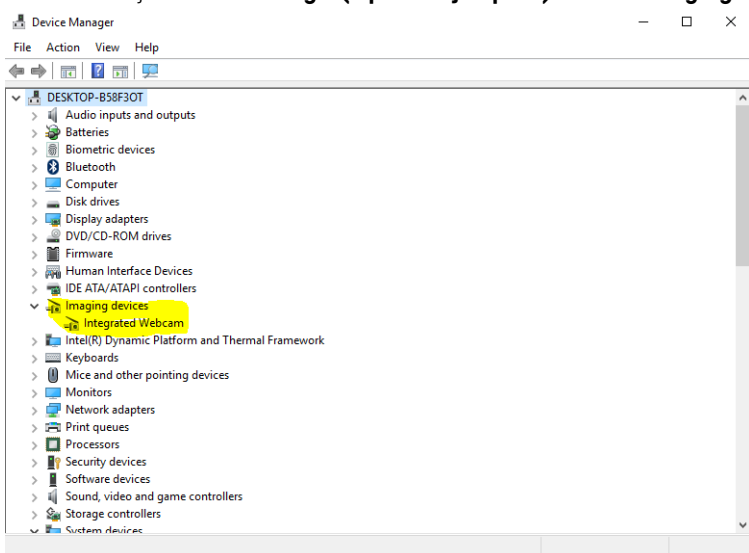 Device Manager
File Action View Help
DESKTOP-B58F3OT
Audio inputs and outputs
Batteries
Biometric devices
Bluetooth
Computer
Disk drives
Display adapters
DVD/CD-ROM drives
Firmware
Human Interface Devices
IDE ATA/ATAPI controllers
Imaging devices
Integrated Webcam
Intel(R) Dynamic Platform and Thermal Framework
Keyboards
Mice and other pointing devices
Monitors
Network adapters
Print queues
Processors
Security devices
Software devices
Sound, video and game controllers
Storage controllers
System devices